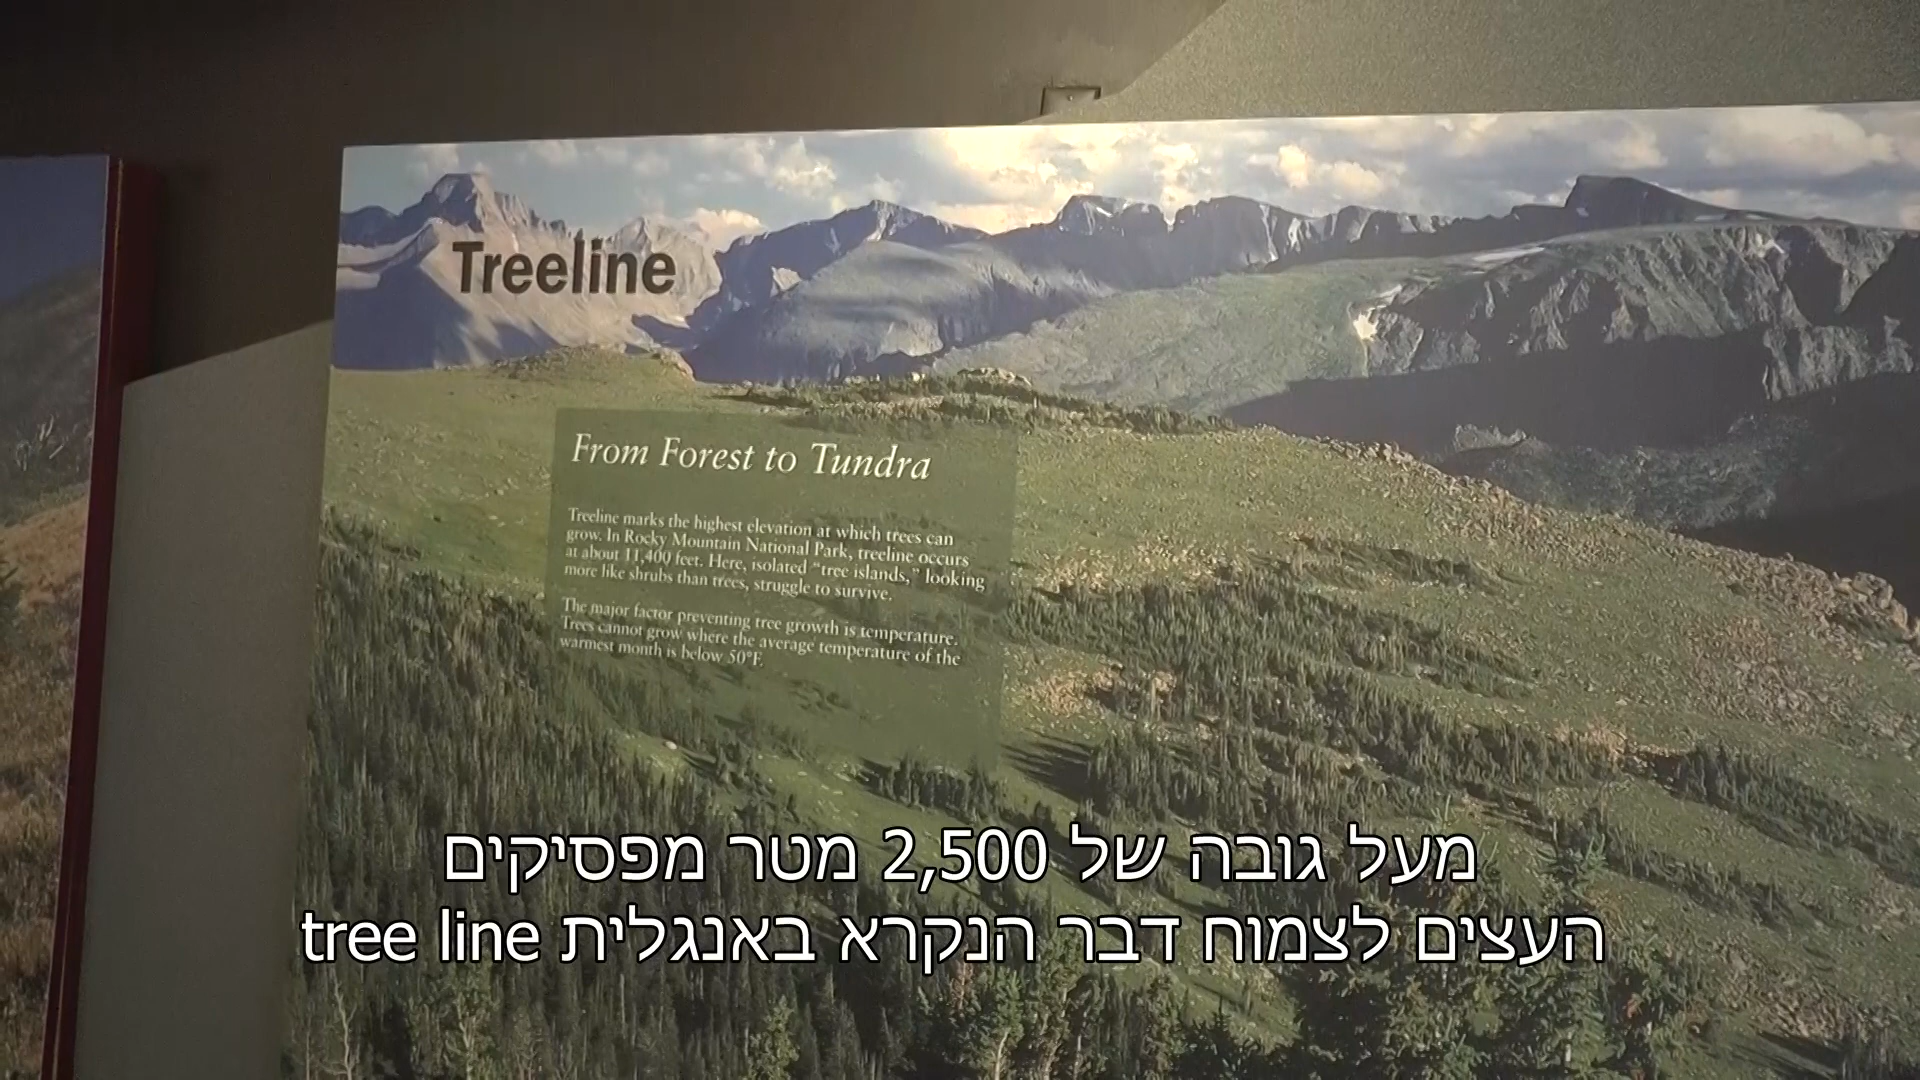 Treeline
From Forest to Tundra
Treeline marks the highest elevation at which trees can
grow. In Rocky Mountain National Park, treeline occurs
at about 11,400 feet. Here, isolated “tree islands,” looking
more like shrubs than trees, struggle to survive.
The major factor preventing tree growth is temperature.
Trees cannot grow where the average temperature of the
warmest month is below 50°F.
מעל גובה של 2,500 מטר מפסיקים
העצים לצמוח דבר הנקרא באנגלית tree line